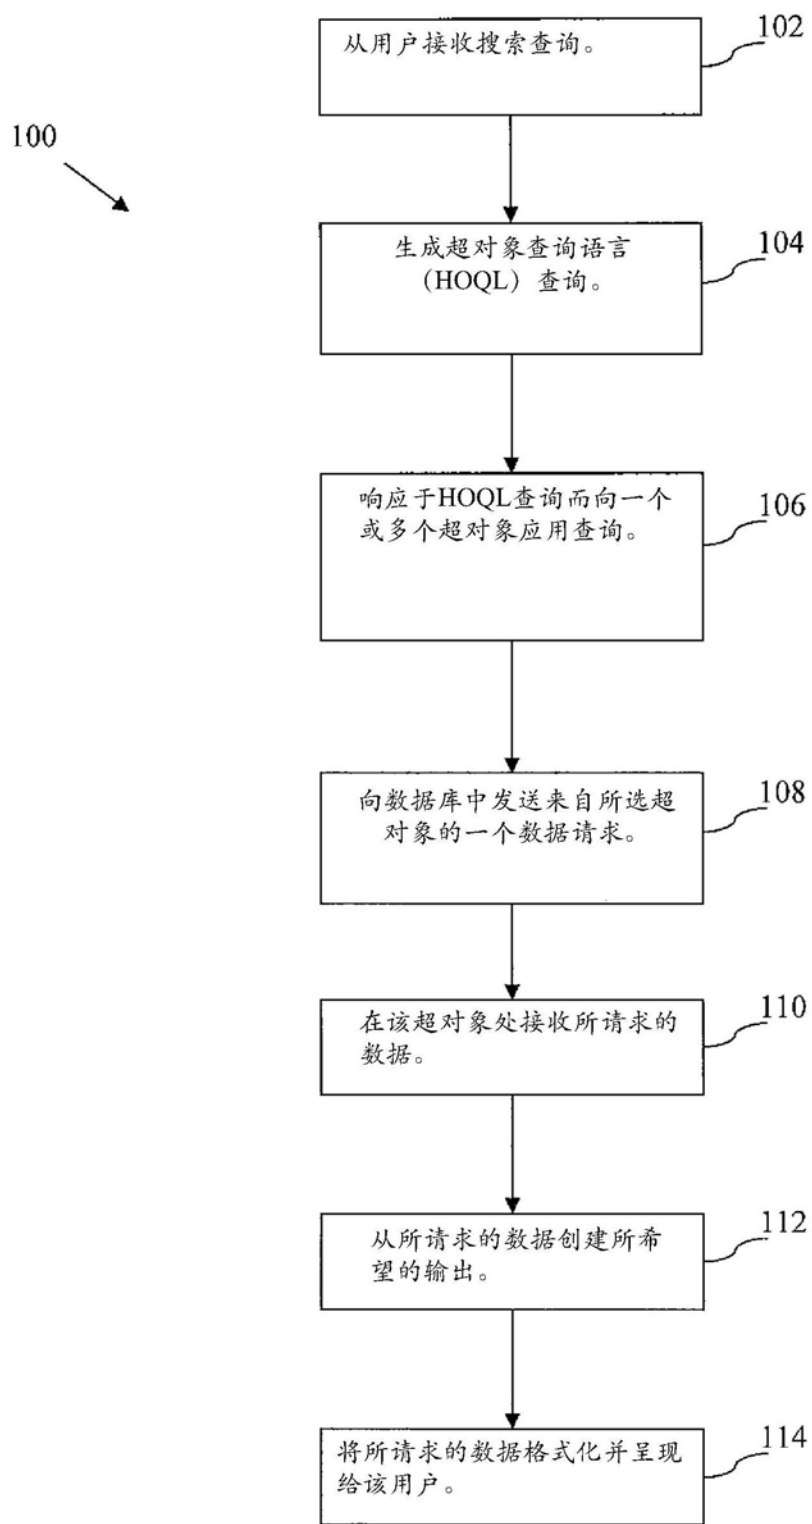 从用户接收搜索查询。
102
100
生成超对象查询语言
（HOQL）查询。
104
响应于HOQL查询而向一个
或多个超对象应用查询。
106
向数据库中发送来自所选超
对象的一个数据请求。
108
在该超对象处接收所请求的
数据。
110
从所请求的数据创建所希
望的输出。
112
将所请求的数据格式化并呈现
给该用户。
114